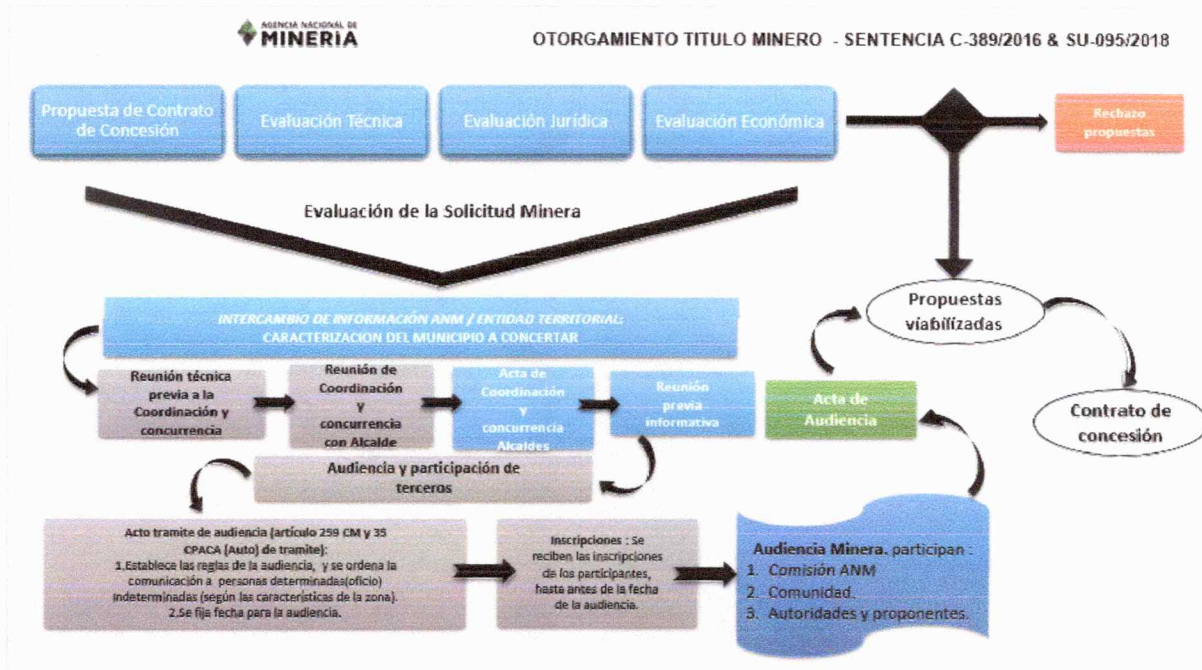 AGENCIA NACIONAL DE
MINERÍA
OTORGAMIENTO TITULO MINERO - SENTENCIA C-389/2016 & SU-095/2018
Propuesta de Contrato
de Concesión
Evaluación Técnica
Evaluación Jurídica
Evaluación Económica
Rechazo
propuestas
Evaluación de la Solicitud Minera
Propuestas
viabilizadas
INTERCAMBIO DE INFORMACIÓN ANM / ENTIDAD TERRITORIAL:
CARACTERIZACION DEL MUNICIPIO A CONCERTAR
Reunión técnica
previa a la
Coordinación y
concurrencia
Reunión de
Coordinación
y
concurrencia
con Alcalde
Acta de
Coordinación
y
concurrencia
Alcaldes
Reunión
previa
informativa
Acta de
Audiencia
Contrato de
concesión
Audiencia y participación de
terceros
Acto tramite de audiencia (artículo 259 CM y 35
CPACA (Auto) de tramite):
1.Establece las reglas de la audiencia, y se ordena la
comunicación a personas determinadas(oficio)
indeterminadas (según las características de la zona).
2.Se fija fecha para la audiencia.
Inscripciones : Se
reciben las inscripciones
de los participantes,
hasta antes de la fecha
de la audiencia.
Audiencia Minera. participan :
1. Comisión ANM
2. Comunidad.
3. Autoridades y proponentes.